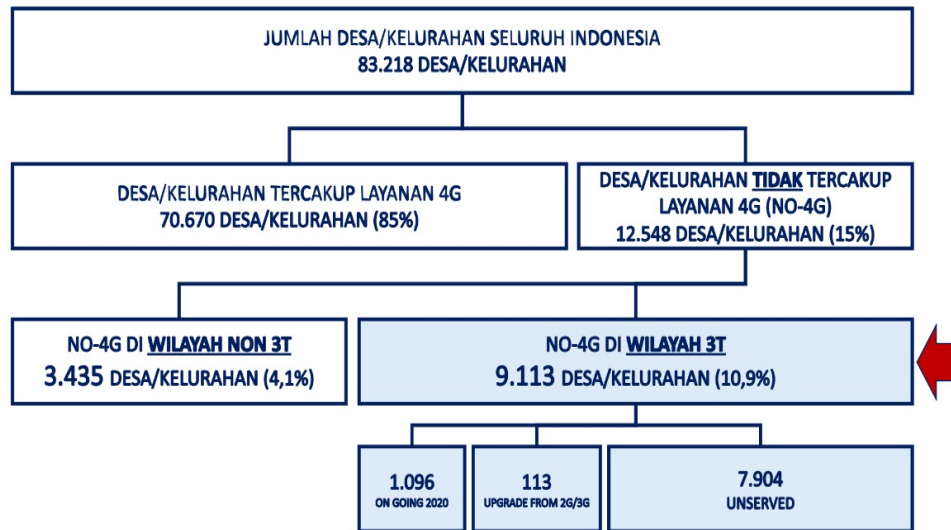 JUMLAH DESA/KELURAHAN SELURUH INDONESIA
83.218 DESA/KELURAHAN
DESA/KELURAHAN TERCAKUP LAYANAN 4G
70.670 DESA/KELURAHAN (85%)
DESA/KELURAHAN TIDAK TERCAKUP
LAYANAN 4G (NO-4G)
12.548 DESA/KELURAHAN (15%)
NO-4G DI WILAYAH NON 3T
3.435 DESA/KELURAHAN (4,1%)
NO-4G DI WILAYAH 3T
9.113 DESA/KELURAHAN (10,9%)
1.096
ON GOING 2020
113
UPGRADE FROM 2G/3G
7.904
UNSERVED